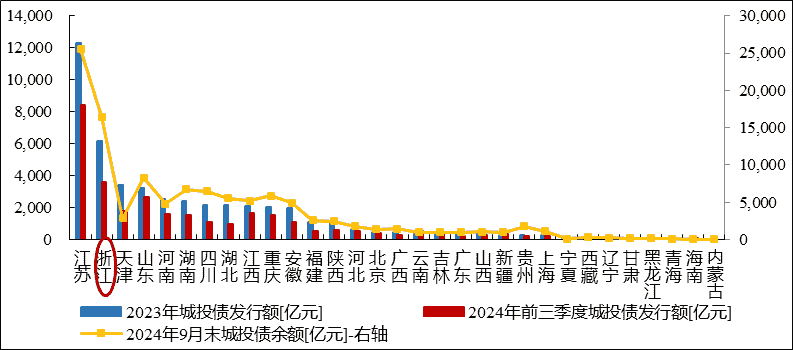 14,000
12,000
10,000
8,000
6,000
4,000
2,000
0
30,000
25,000
20,000
15,000
10,000
5,000
0
江苏
浙江
天津
山东
河南
湖南
四川
湖北
江西
重庆
安徽
福建
陕西
河北
北京
广西
云南
吉林
广东
山西
新疆
贵州
上海
宁夏
西藏
辽宁
甘肃
黑龙江
青海
海南
内蒙古
2023年城投债发行额[亿元]
2024年前三季度城投债发行额[亿元]
2024年9月末城投债余额[亿元]-右轴